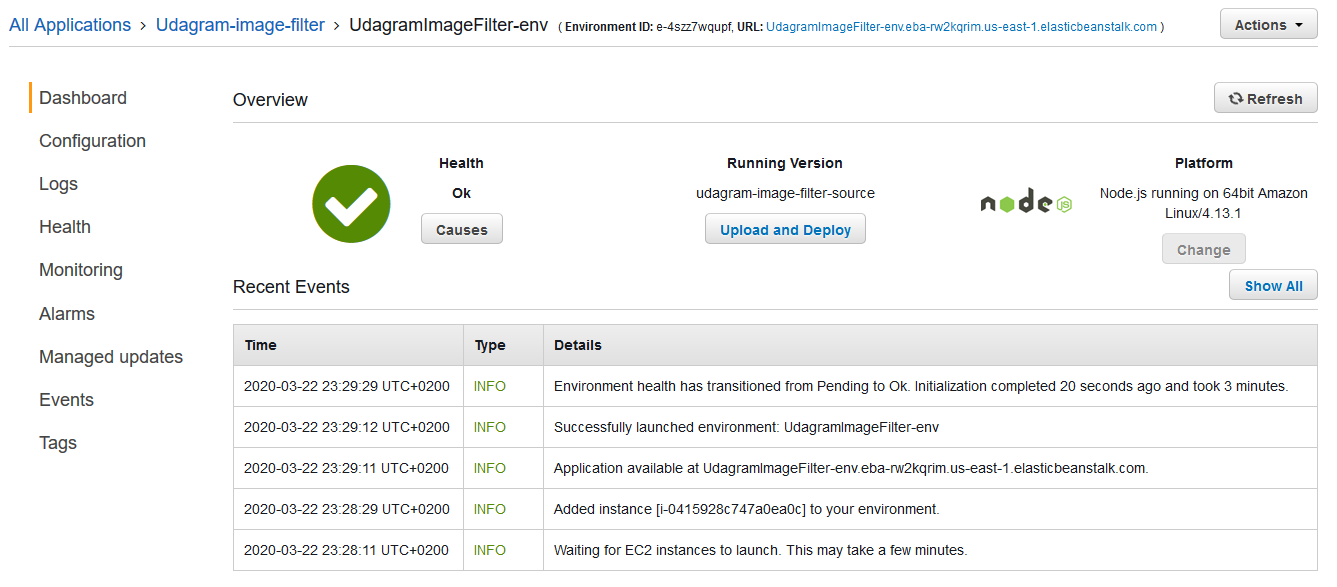 All Applications › Udagram-image-filter › UdagramImageFilter-env ( Environment ID: e-4szz7wqupf, URL: UdagramImageFilter-env.eba-rw2kqrim.us-east-1.elasticbeanstalk.com )
Actions
Dashboard
Configuration
Logs
Health
Monitoring
Alarms
Managed updates
Events
Tags
Overview
Refresh
Health
Ok
Causes
Running Version
udagram-image-filter-source
Upload and Deploy
node JS
Platform
Node.js running on 64bit Amazon
Linux/4.13.1
Change
Recent Events
Show All
Time Type Details
2020-03-22 23:29:29 UTC+0200 INFO Environment health has transitioned from Pending to Ok. Initialization completed 20 seconds ago and took 3 minutes.
2020-03-22 23:29:12 UTC+0200 INFO Successfully launched environment: UdagramImageFilter-env
2020-03-22 23:29:11 UTC+0200 INFO Application available at UdagramImageFilter-env.eba-rw2kqrim.us-east-1.elasticbeanstalk.com.
2020-03-22 23:28:29 UTC+0200 INFO Added instance [i-0415928c747a0ea0c] to your environment.
2020-03-22 23:28:11 UTC+0200 INFO Waiting for EC2 instances to launch. This may take a few minutes.